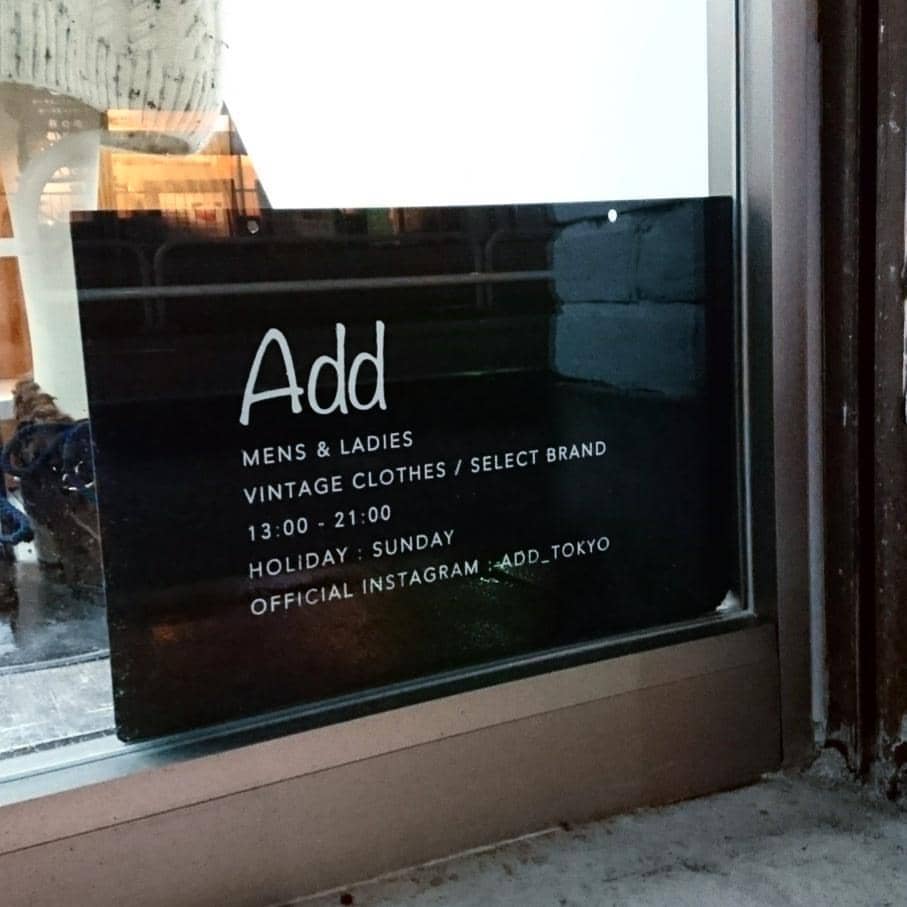 Add
MENS & LADIES
VINTAGE CLOTHES / SELECT BRAND
13:00 - 21:00
HOLIDAY : SUNDAY
OFFICIAL INSTAGRAM : ADD_TOKYO